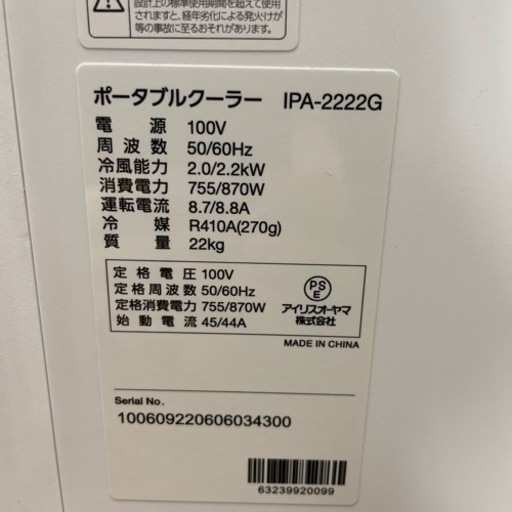 設計上の標準使用期間を超えて使用
されますと、経年劣化による発火けが
等の事故に至るおそれがあります。
ポータブルクーラー IPA-2222G
電源 100V
周波数 50/60Hz
冷風能力 2.0/2.2kW
消費電力 755/870W
運転電流 8.7/8.8A
冷媒 R410A(270g)
質量 22kg
定格電圧 100V
定格周波数 50/60Hz
定格消費電力 755/870W
始動電流 45/44A
PS
E
アイリスオーヤマ
株式会社
MADE IN CHINA
Serial No.
100609220606034300
63239920099